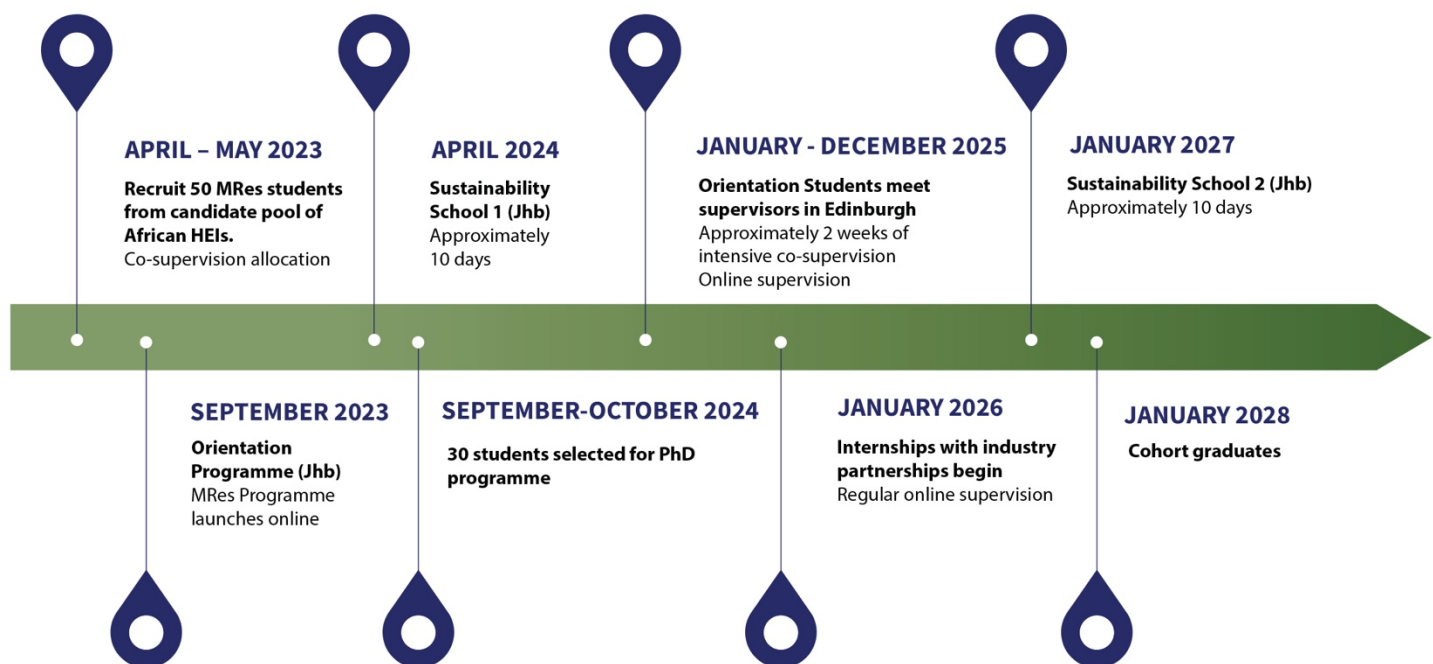 APRIL – MAY 2023
Recruit 50 MRes students
from candidate pool of
African HEIs.
Co-supervision allocation
APRIL 2024
Sustainability
School 1 (Jhb)
Approximately
10 days
JANUARY - DECEMBER 2025
Orientation Students meet
supervisors in Edinburgh
Approximately 2 weeks of
intensive co-supervision
Online supervision
JANUARY 2027
Sustainability School 2 (Jhb)
Approximately 10 days
SEPTEMBER 2023
Orientation
Programme (Jhb)
MRes Programme
launches online
SEPTEMBER-OCTOBER 2024
30 students selected for PhD
programme
JANUARY 2026
Internships with industry
partnerships begin
Regular online supervision
JANUARY 2028
Cohort graduates